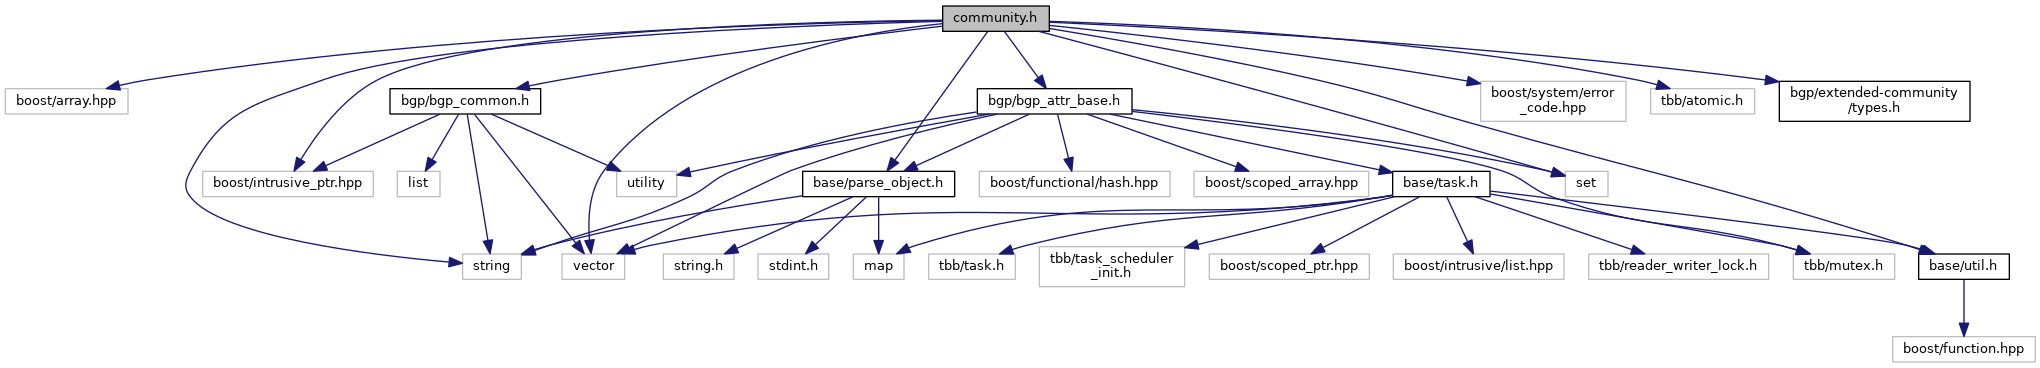 community.h
boost/array.hpp
bgp/bgp_common.h
bgp/bgp_attr_base.h
boost/system/error
_code.hpp
tbb/atomic.h
bgp/extended-community
/types.h
boost/intrusive_ptr.hpp
list
utility
base/parse_object.h
boost/functional/hash.hpp
boost/scoped_array.hpp
base/task.h
set
string
vector
string.h
stdint.h
map
tbb/task.h
tbb/task_scheduler
_init.h
boost/scoped_ptr.hpp
boost/intrusive/list.hpp
tbb/reader_writer_lock.h
tbb/mutex.h
base/util.h
boost/function.hpp